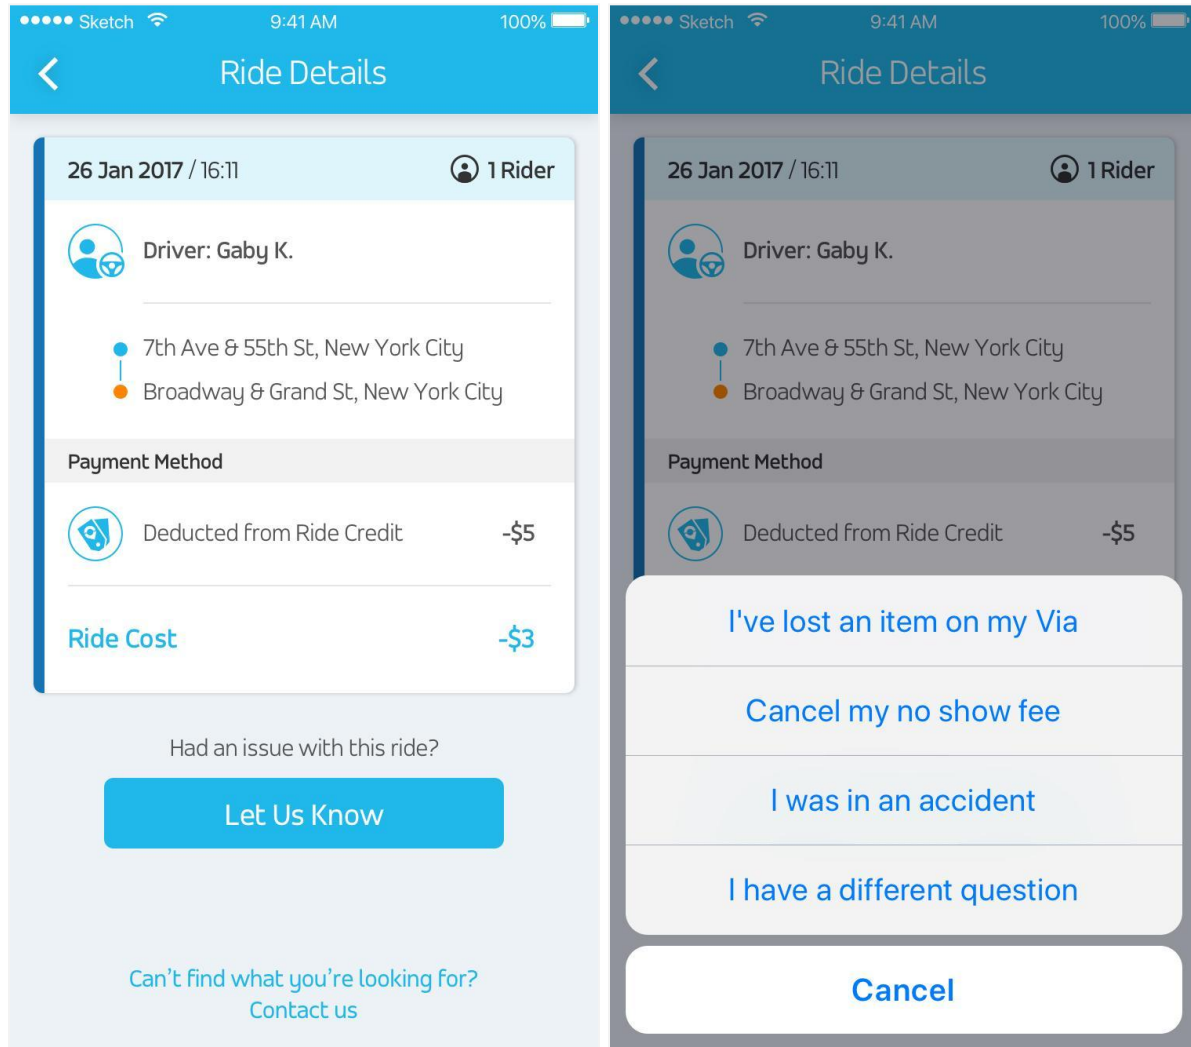 Sketch 9:41 AM 100%
Ride Details
26 Jan 2017 / 16:11 1 Rider
Driver: Gaby K.
7th Ave & 55th St, New York City
Broadway & Grand St, New York City
Payment Method
Deducted from Ride Credit -$5
Ride Cost -$3
Had an issue with this ride?
Let Us Know
Can't find what you're looking for?
Contact us
Sketch 9:41 AM 100%
Ride Details
26 Jan 2017 / 16:11 1 Rider
Driver: Gaby K.
7th Ave & 55th St, New York City
Broadway & Grand St, New York City
Payment Method
Deducted from Ride Credit -$5
I've lost an item on my Via
Cancel my no show fee
I was in an accident
I have a different question
Cancel